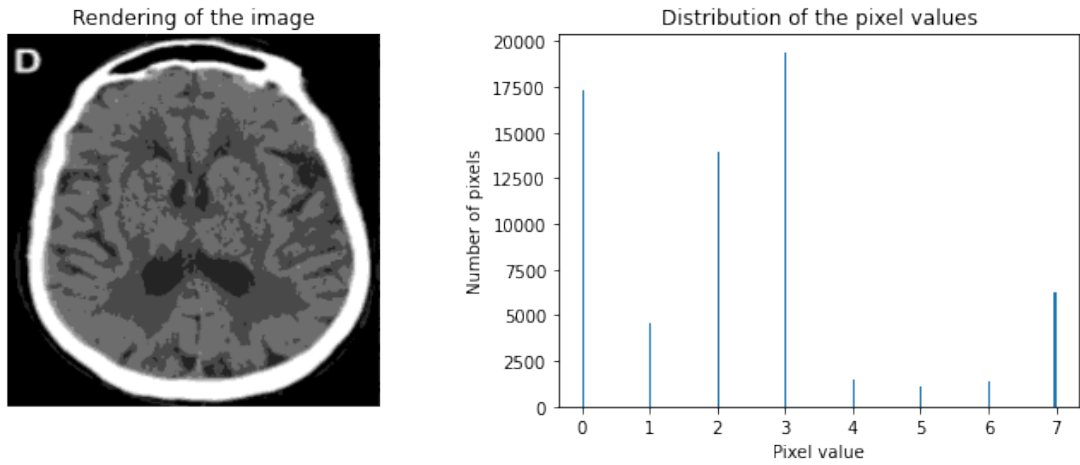 Rendering of the image
D
Distribution of the pixel values
Number of pixels
20000
17500
15000
12500
10000
7500
5000
2500
0
0 1 2 3 4 5 6 7
Pixel value